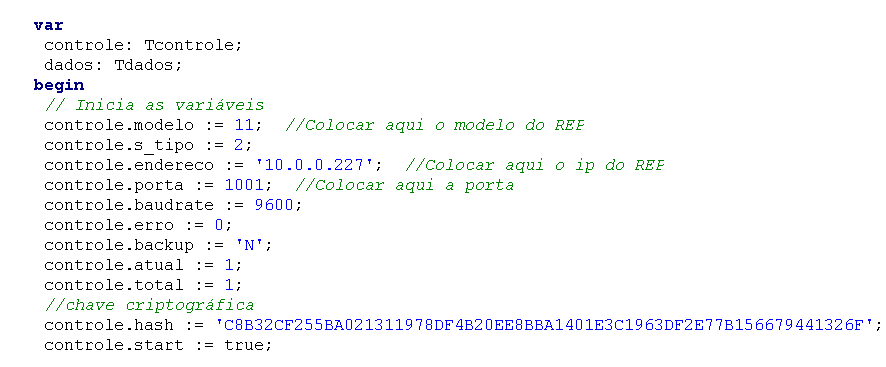 var
controle: Tcontrole;
dados: Tdados;
begin
// Inicia as variáveis
controle.modelo := 11;  //Colocar aqui o modelo do REP
controle.s_tipo := 2;
controle.endereco := '10.0.0.227';  //Colocar aqui o ip do REP
controle.porta := 1001;  //Colocar aqui a porta
controle.baudrate := 9600;
controle.erro := 0;
controle.backup := 'N';
controle.atual := 1;
controle.total := 1;
//chave criptográfica
controle.hash := 'C8B32CF255BA021311978DF4B20EE8BBA1401E3C1963DF2E77B156679441326F';
controle.start := true;